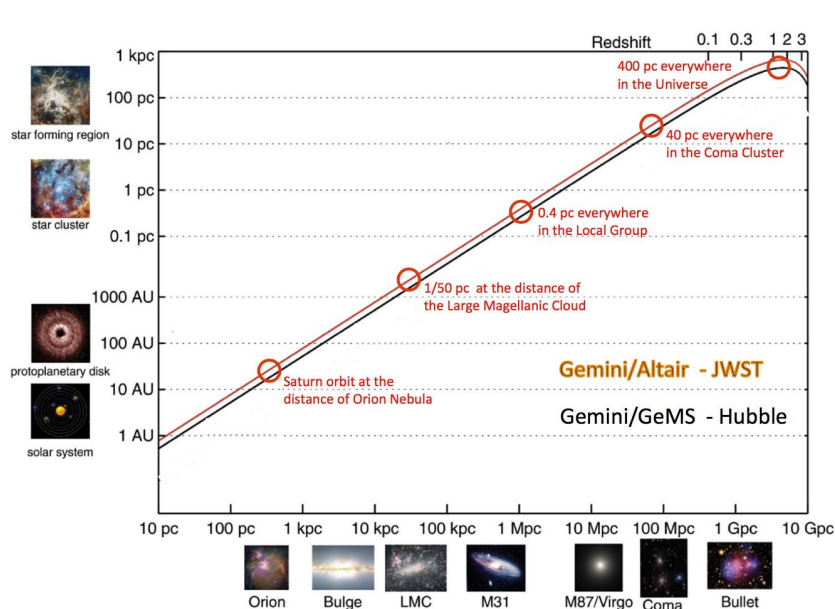 Redshift 0.1 0.3 1 2 3
1 kpc
400 pc everywhere
in the Universe
100 pc
star forming region
40 pc everywhere
in the Coma Cluster
10 pc
1 pc
star cluster
0.4 pc everywhere
in the Local Group
0.1 pc
1/50 pc at the distance of
the Large Magellanic Cloud
1000 AU
100 AU
protoplanetary disk
Saturn orbit at the
distance of Orion Nebula
Gemini/Altair - JWST
10 AU
Gemini/GeMS - Hubble
1 AU
solar system
10 pc 100 pc 1 kpc 10 kpc 100 kpc 1 Mpc 10 Mpc 100 Mpc 1 Gpc 10 Gpc
Orion Bulge LMC M31 M87/Virgo Coma Bullet